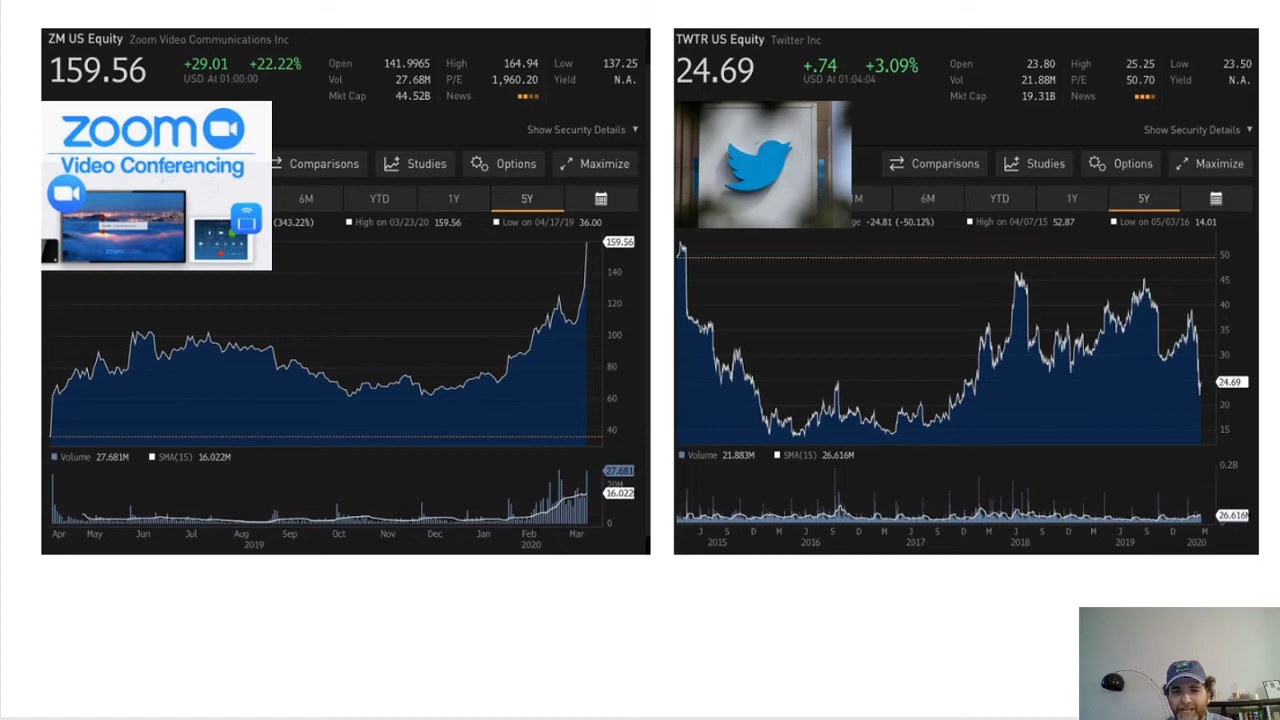 ZM US Equity Zoom Video Communications Inc
159.56 +29.01 +22.22%
USD At 01:00:00
Open 141.9965 High 164.94 Low 137.25
Vol 27.68M P/E 1,960.20 Yield N.A.
Mkt Cap 44.52B News
Show Security Details
zoom
Video Conferencing
Comparisons Studies Options Maximize
6M YTD 1Y 5Y
(343.22%) High on 03/23/20 159.56 Low on 04/17/19 36.00
159.56
140
120
100
80
60
40
Volume 27.681M SMA(15) 16.022M
27.681
20M
16.022
0
Apr May Jun Jul Aug Sep Oct Nov Dec Jan Feb Mar
2019 2020
TWTR US Equity Twitter Inc
24.69 +.74 +3.09%
USD At 01:04:04
Open 23.80 High 25.25 Low 23.50
Vol 21.88M P/E 50.70 Yield N.A.
Mkt Cap 19.31B News
Show Security Details
Comparisons Studies Options Maximize
6M YTD 1Y 5Y
-24.81 (-50.12%) High on 04/07/15 52.87 Low on 05/03/16 14.01
50
45
40
35
30
24.69
20
15
Volume 21.883M SMA(15) 26.616M
0.2B
26.616M
J S D M J S D M J S D M J S D M J S D M
2015 2016 2017 2018 2019 2020